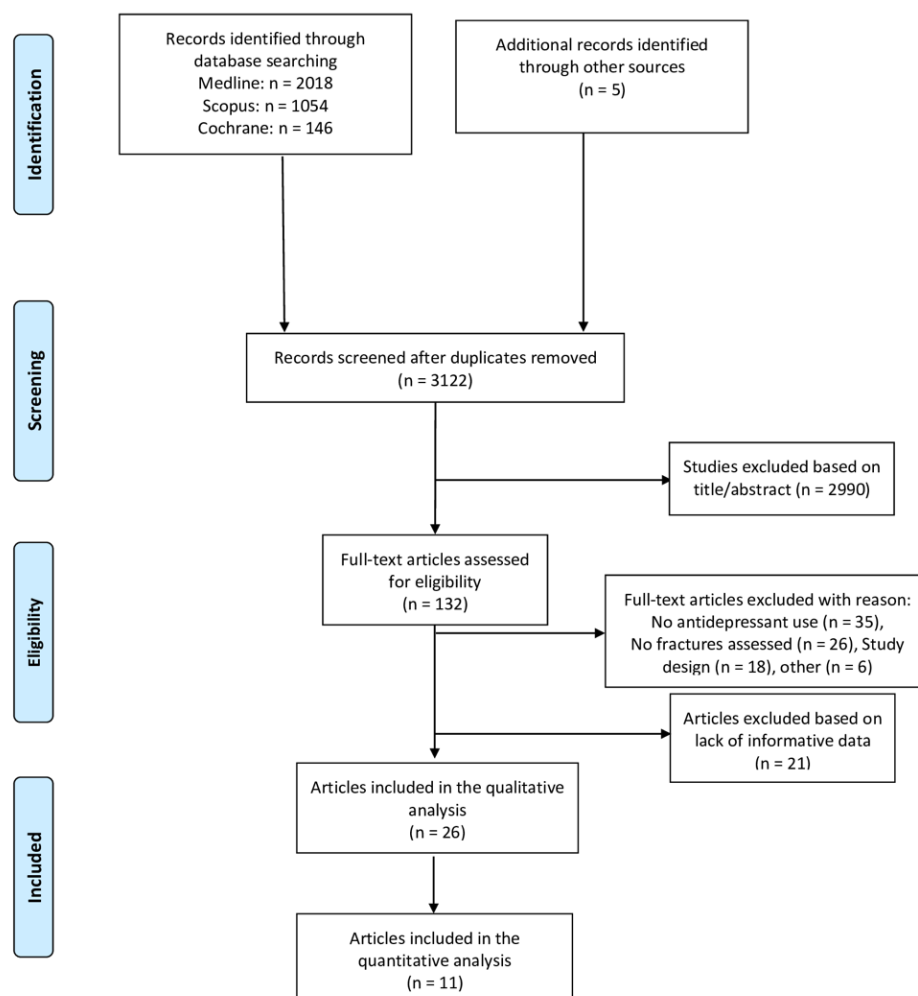 Identification
Records identified through
database searching
Medline: n = 2018
Scopus: n = 1054
Cochrane: n = 146
Additional records identified
through other sources
(n = 5)
Screening
Records screened after duplicates removed
(n = 3122)
Studies excluded based on
title/abstract (n = 2990)
Eligibility
Full-text articles assessed
for eligibility
(n = 132)
Full-text articles excluded with reason:
No antidepressant use (n = 35),
No fractures assessed (n = 26), Study
design (n = 18), other (n = 6)
Articles excluded based on
lack of informative data
(n = 21)
Included
Articles included in the qualitative
analysis
(n = 26)
Articles included in the
quantitative analysis
(n = 11)